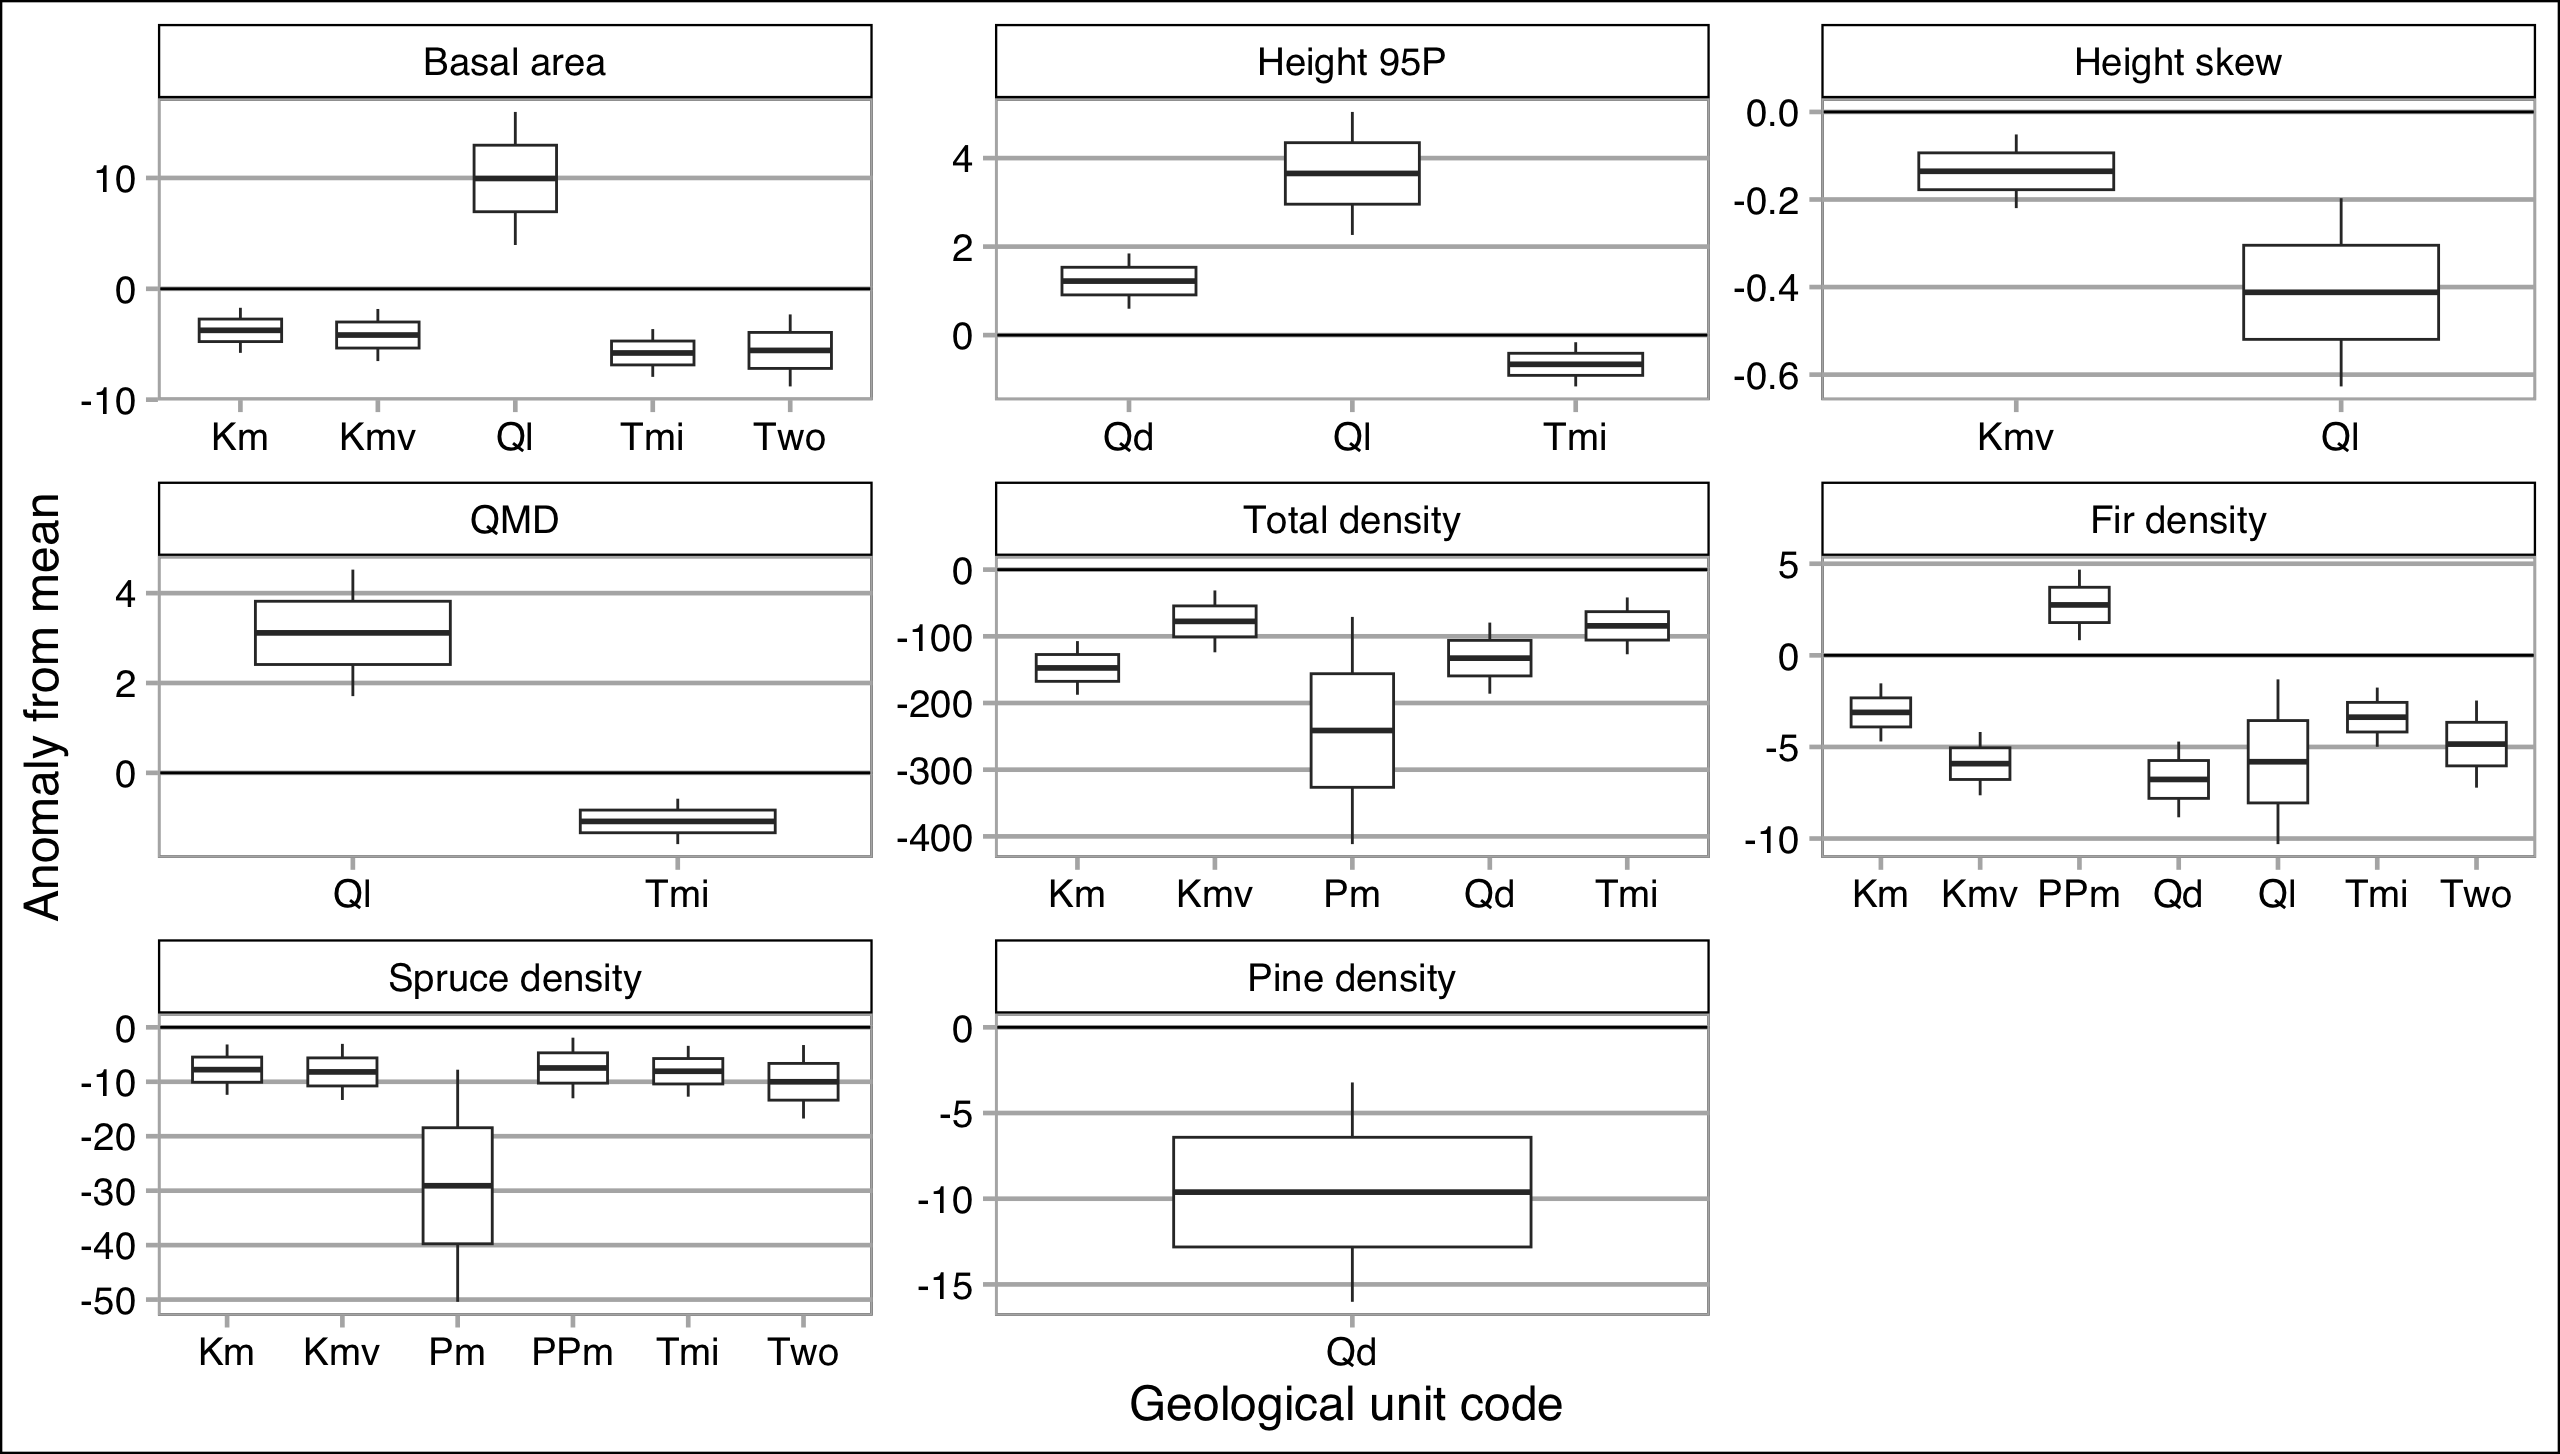 Basal area
Height 95P
Height skew
10
0
-10
Km Kmv Ql Tmi Two
4
2
0
Qd Ql Tmi
0.0
-0.2
-0.4
-0.6
Kmv Ql
Anomaly from mean
QMD
Total density
Fir density
4
2
0
Ql Tmi
0
-100
-200
-300
-400
Km Kmv Pm Qd Tmi
5
0
-5
-10
Km Kmv PPm Qd Ql Tmi Two
Spruce density
Pine density
0
-10
-20
-30
-40
-50
Km Kmv Pm PPm Tmi Two
0
-5
-10
-15
Qd
Geological unit code